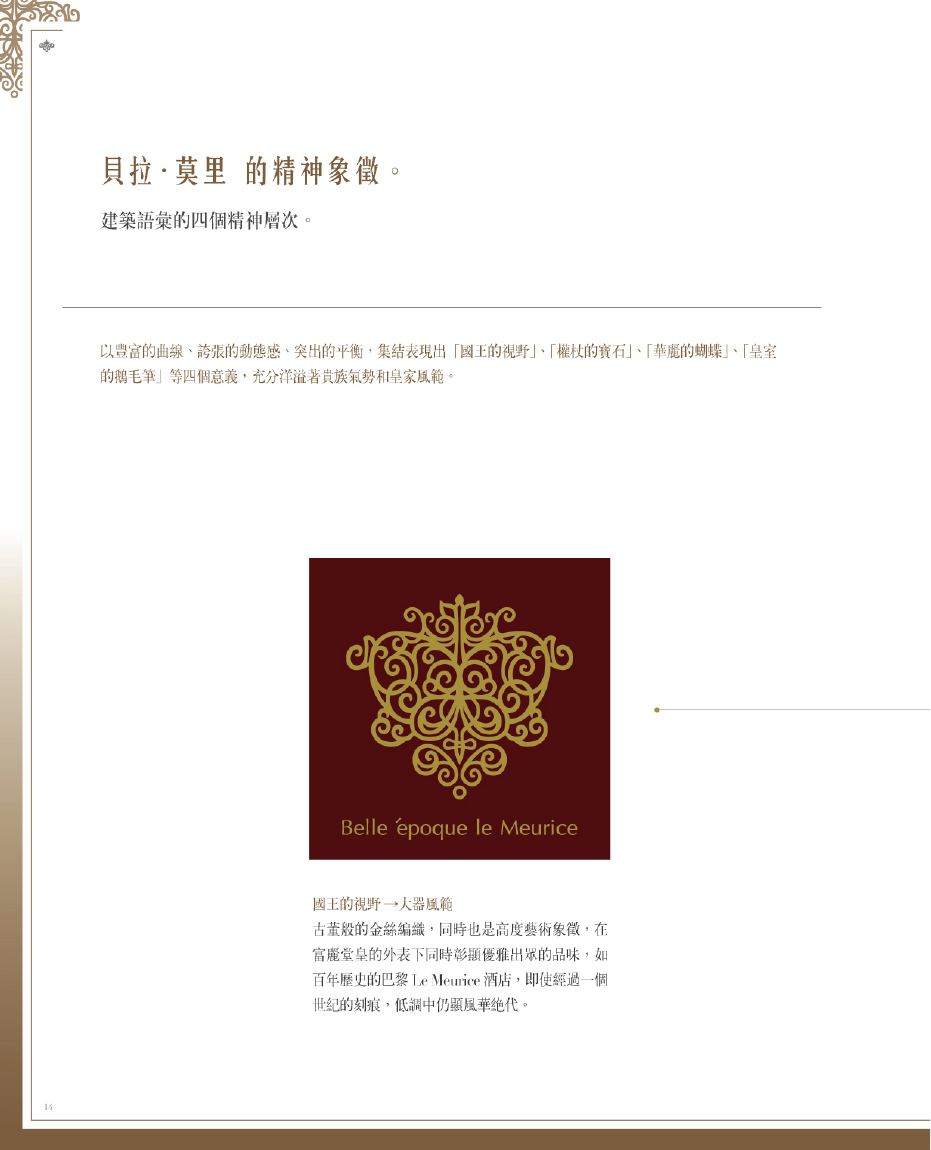 貝拉·莫里 的精神象徵。
建築語彙的四個精神層次。
以豐富的曲線、誇張的動態感、突出的平衡，集結表現出「國王的視野」、「權杖的寶石」、「華麗的蝴蝶」、「皇室
的鵝毛筆」等四個意義，充分洋溢著貴族氣勢和皇家風範。
Belle époque le Meurice
國王的視野→大器風範
古董般的金絲編織，同時也是高度藝術象徵，在
富麗堂皇的外表下同時彰顯優雅出眾的品味，如
百年歷史的巴黎 Le Meurice 酒店，即使經過一個
世紀的刻痕，低調中仍顯風華絕代。
14